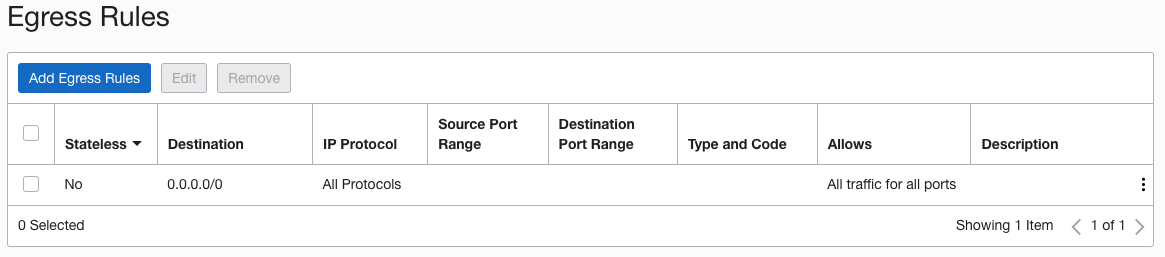 Egress Rules
Add Egress Rules Edit Remove
Stateless Destination IP Protocol Source Port Range Destination Port Range Type and Code Allows Description
No 0.0.0.0/0 All Protocols All traffic for all ports
0 Selected Showing 1 Item 1 of 1